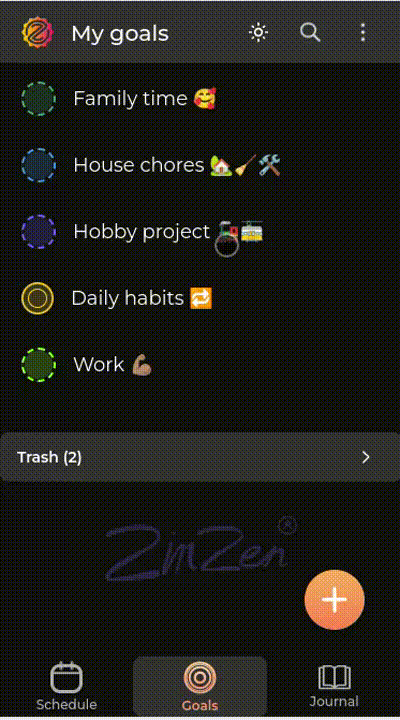 My goals
Family time 🥰
House chores 🏡🧹🛠️
Hobby project 🚂🚋
Daily habits 🔁
Work 💪🏽
Trash (2)
ZinZen®
Schedule
Goals
Journal